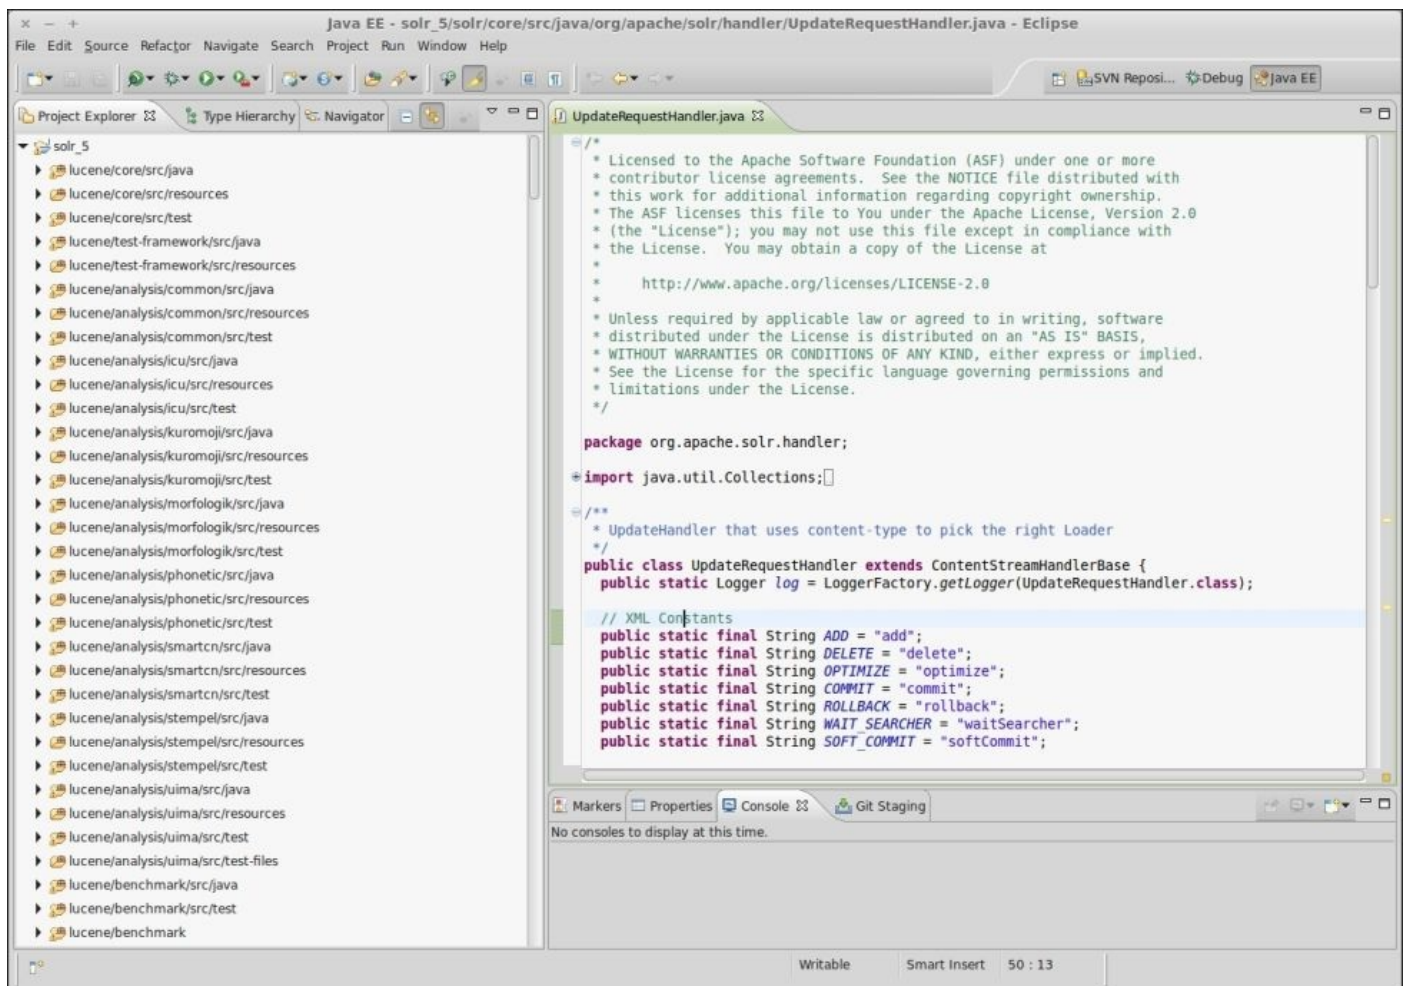 Java EE - solr_5/solr/core/src/java/org/apache/solr/handler/UpdateRequestHandler.java - Eclipse
File Edit Source Refactor Navigate Search Project Run Window Help
SVN Reposi... Debug Java EE
Project Explorer Type Hierarchy Navigator
solr_5
lucene/core/src/java
lucene/core/src/resources
lucene/core/src/test
lucene/test-framework/src/java
lucene/test-framework/src/resources
lucene/analysis/common/src/java
lucene/analysis/common/src/resources
lucene/analysis/common/src/test
lucene/analysis/icu/src/java
lucene/analysis/icu/src/resources
lucene/analysis/icu/src/test
lucene/analysis/kuromoji/src/java
lucene/analysis/kuromoji/src/resources
lucene/analysis/kuromoji/src/test
lucene/analysis/morfologik/src/java
lucene/analysis/morfologik/src/resources
lucene/analysis/morfologik/src/test
lucene/analysis/phonetic/src/java
lucene/analysis/phonetic/src/resources
lucene/analysis/phonetic/src/test
lucene/analysis/smartcn/src/java
lucene/analysis/smartcn/src/resources
lucene/analysis/smartcn/src/test
lucene/analysis/stempel/src/java
lucene/analysis/stempel/src/resources
lucene/analysis/stempel/src/test
lucene/analysis/uima/src/java
lucene/analysis/uima/src/resources
lucene/analysis/uima/src/test
lucene/analysis/uima/src/test-files
lucene/benchmark/src/java
lucene/benchmark/src/test
lucene/benchmark
UpdateRequestHandler.java
/*
 * Licensed to the Apache Software Foundation (ASF) under one or more
 * contributor license agreements.  See the NOTICE file distributed with
 * this work for additional information regarding copyright ownership.
 * The ASF licenses this file to You under the Apache License, Version 2.0
 * (the "License"); you may not use this file except in compliance with
 * the License.  You may obtain a copy of the License at
 *
 *     http://www.apache.org/licenses/LICENSE-2.0
 *
 * Unless required by applicable law or agreed to in writing, software
 * distributed under the License is distributed on an "AS IS" BASIS,
 * WITHOUT WARRANTIES OR CONDITIONS OF ANY KIND, either express or implied.
 * See the License for the specific language governing permissions and
 * limitations under the License.
 */
package org.apache.solr.handler;
import java.util.Collections;
/**
 * UpdateHandler that uses content-type to pick the right Loader
 */
public class UpdateRequestHandler extends ContentStreamHandlerBase {
  public static Logger log = LoggerFactory.getLogger(UpdateRequestHandler.class);
  // XML Constants
  public static final String ADD = "add";
  public static final String DELETE = "delete";
  public static final String OPTIMIZE = "optimize";
  public static final String COMMIT = "commit";
  public static final String ROLLBACK = "rollback";
  public static final String WAIT_SEARCHER = "waitSearcher";
  public static final String SOFT_COMMIT = "softCommit";
Markers Properties Console Git Staging
No consoles to display at this time.
Writable Smart Insert 50 : 13